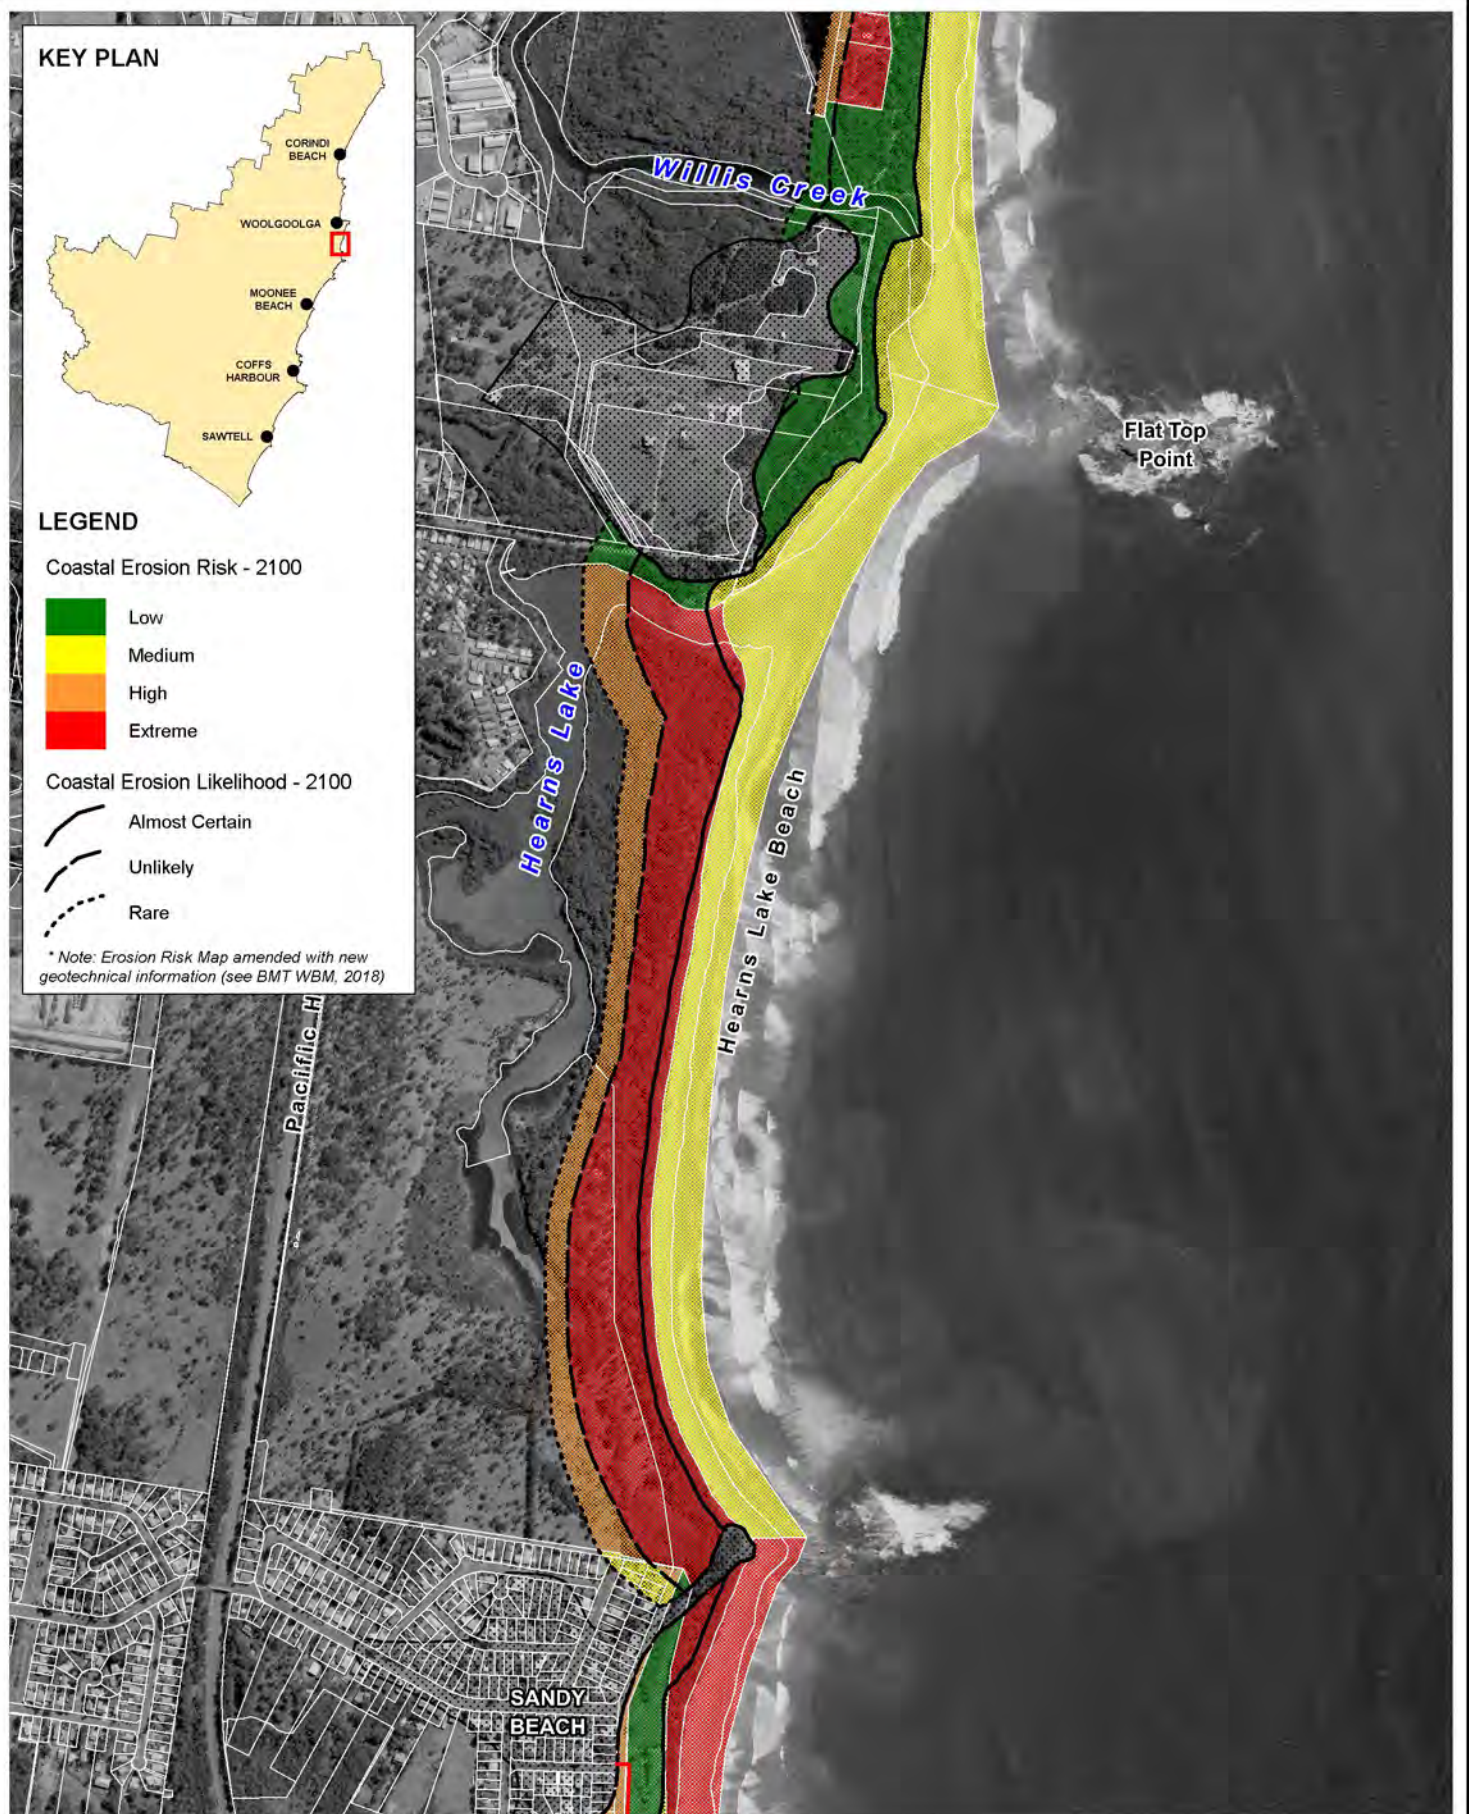 KEY PLAN
CORINDI
BEACH
WOOLGOOLGA
MOONEE
BEACH
COFFS
HARBOUR
SAWTELL
LEGEND
Coastal Erosion Risk - 2100
Low
Medium
High
Extreme
Coastal Erosion Likelihood - 2100
Almost Certain
Unlikely
Rare
* Note: Erosion Risk Map amended with new
geotechnical information (see BMT WBM, 2018)
Willis Creek
Flat Top
Point
Hearns Lake
Hearns Lake Beach
Pacific H
SANDY
BEACH